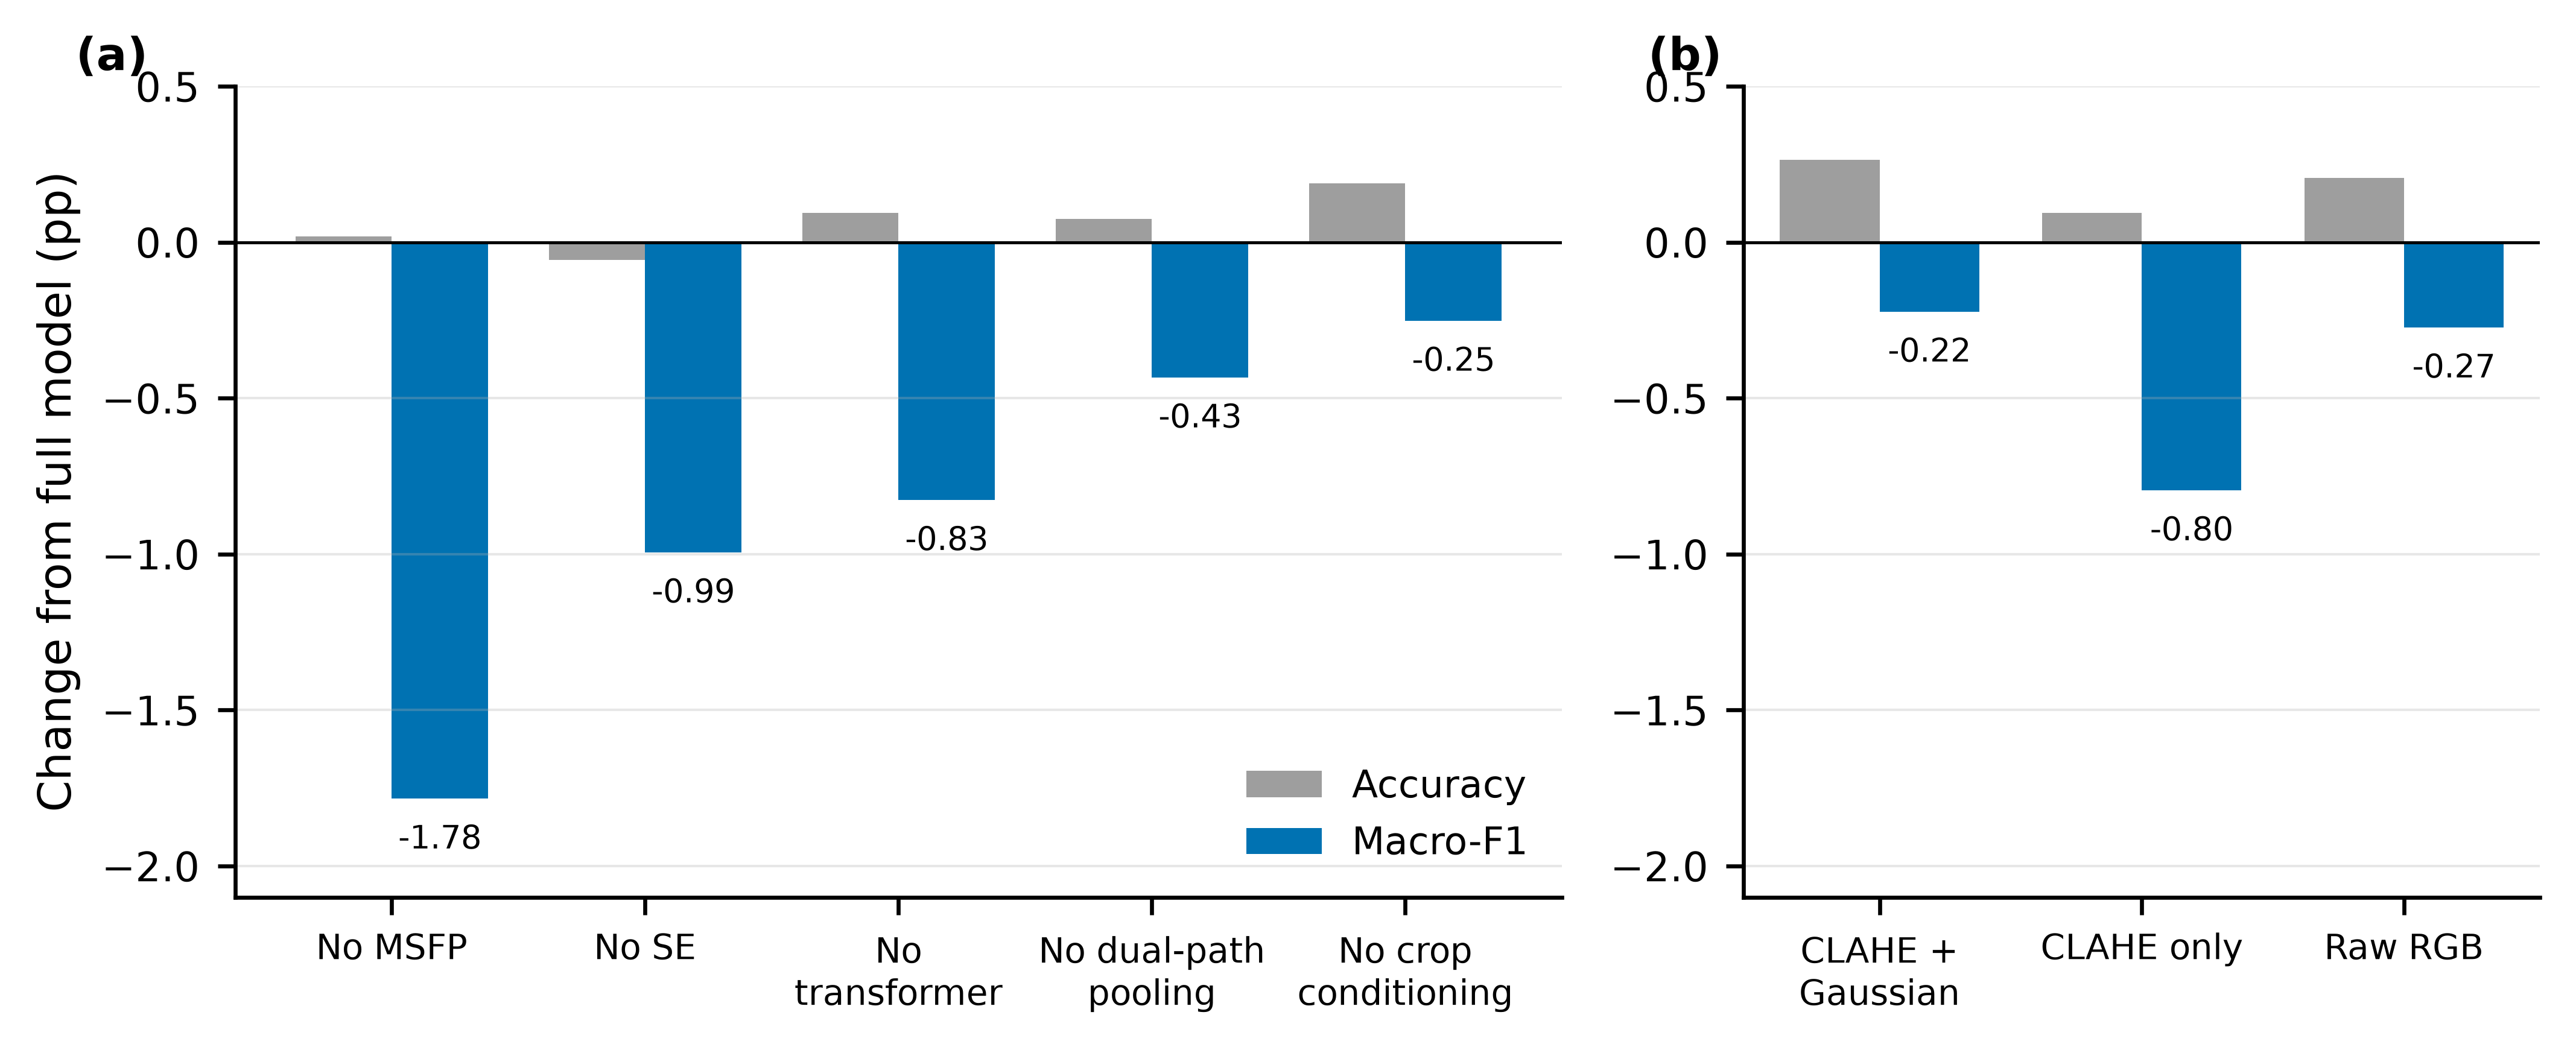 (a)
0.5
0.0
−0.5
−1.0
−1.5
−2.0
Change from full model (pp)
-1.78
-0.99
-0.83
-0.43
-0.25
Accuracy
Macro-F1
No MSFP
No SE
No
transformer
No dual-path
pooling
No crop
conditioning
(b)
0.5
0.0
−0.5
−1.0
−1.5
−2.0
-0.22
-0.80
-0.27
CLAHE +
Gaussian
CLAHE only
Raw RGB